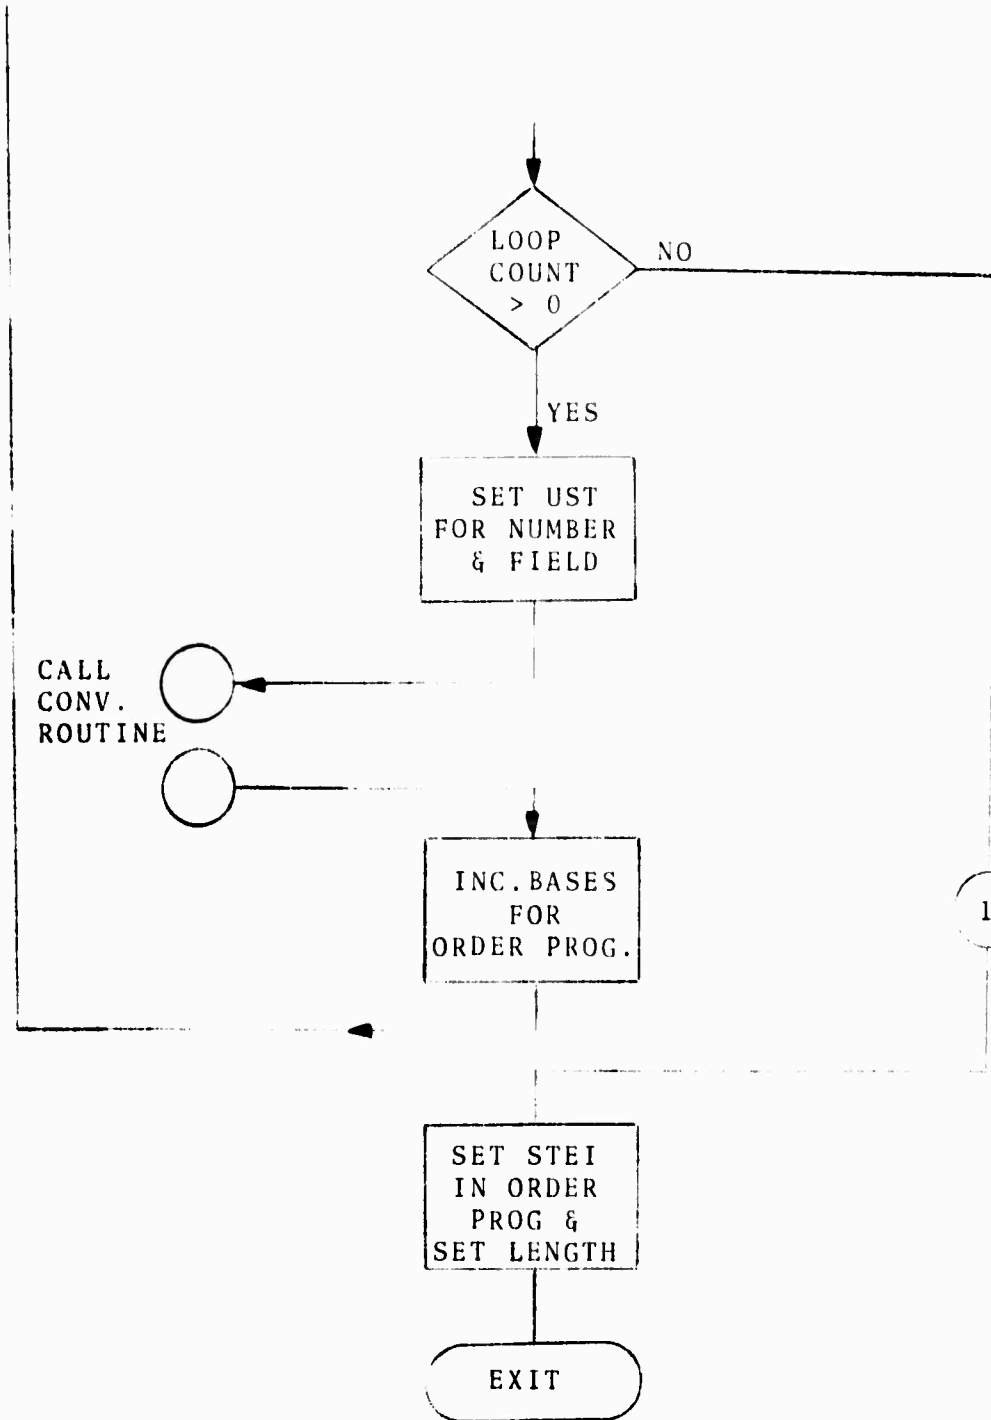 LOOP
COUNT
> 0
NO
YES
SET UST
FOR NUMBER
& FIELD
CALL
CONV.
ROUTINE
INC.BASES
FOR
ORDER PROG.
1
SET STEI
IN ORDER
PROG &
SET LENGTH
EXIT